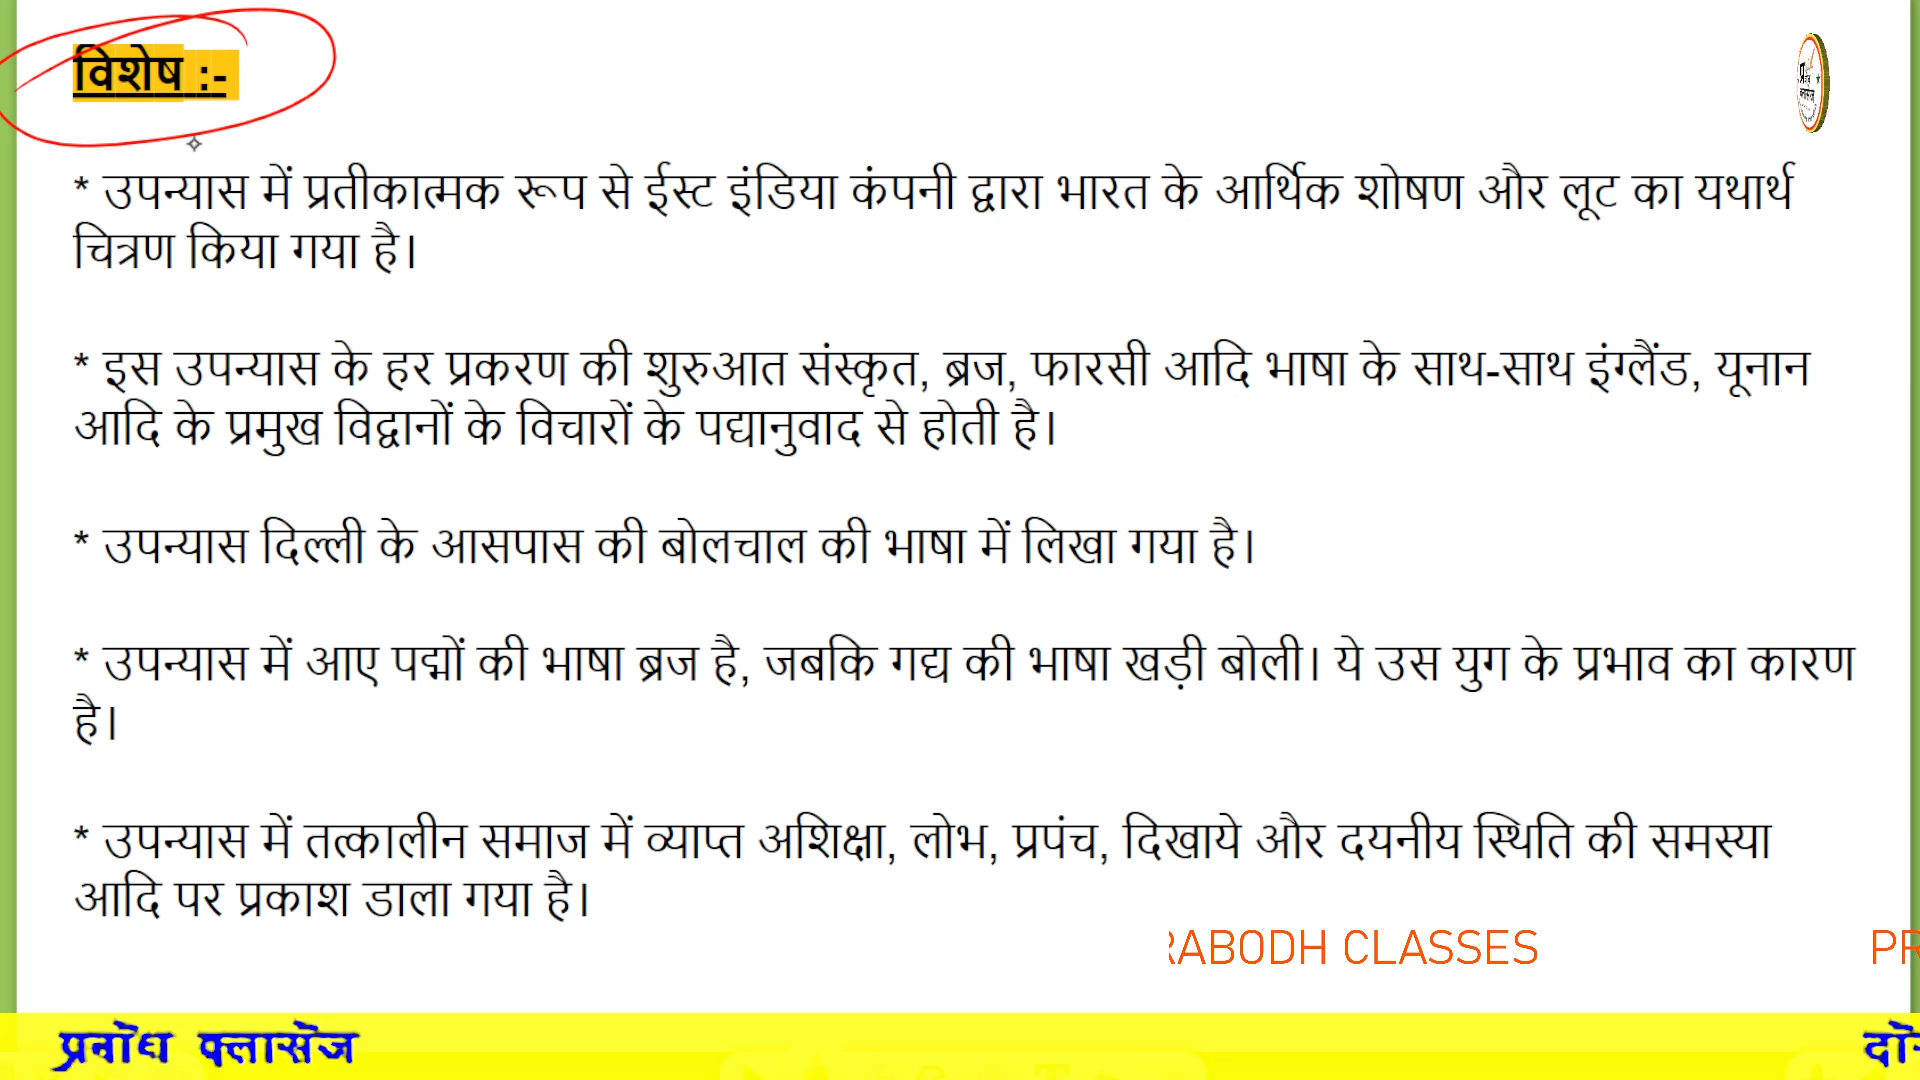 विशेष :-
* उपन्यास में प्रतीकात्मक रूप से ईस्ट इंडिया कंपनी द्वारा भारत के आर्थिक शोषण और लूट का यथार्थ
चित्रण किया गया है।
* इस उपन्यास के हर प्रकरण की शुरुआत संस्कृत, ब्रज, फारसी आदि भाषा के साथ-साथ इंग्लैंड, यूनान
आदि के प्रमुख विद्वानों के विचारों के पद्यानुवाद से होती है।
* उपन्यास दिल्ली के आसपास की बोलचाल की भाषा में लिखा गया है।
* उपन्यास में आए पद्मों की भाषा ब्रज है, जबकि गद्य की भाषा खड़ी बोली। ये उस युग के प्रभाव का कारण
है।
* उपन्यास में तत्कालीन समाज में व्याप्त अशिक्षा, लोभ, प्रपंच, दिखाये और दयनीय स्थिति की समस्या
आदि पर प्रकाश डाला गया है।
RABODH CLASSES PR
प्रबोध क्लासेज